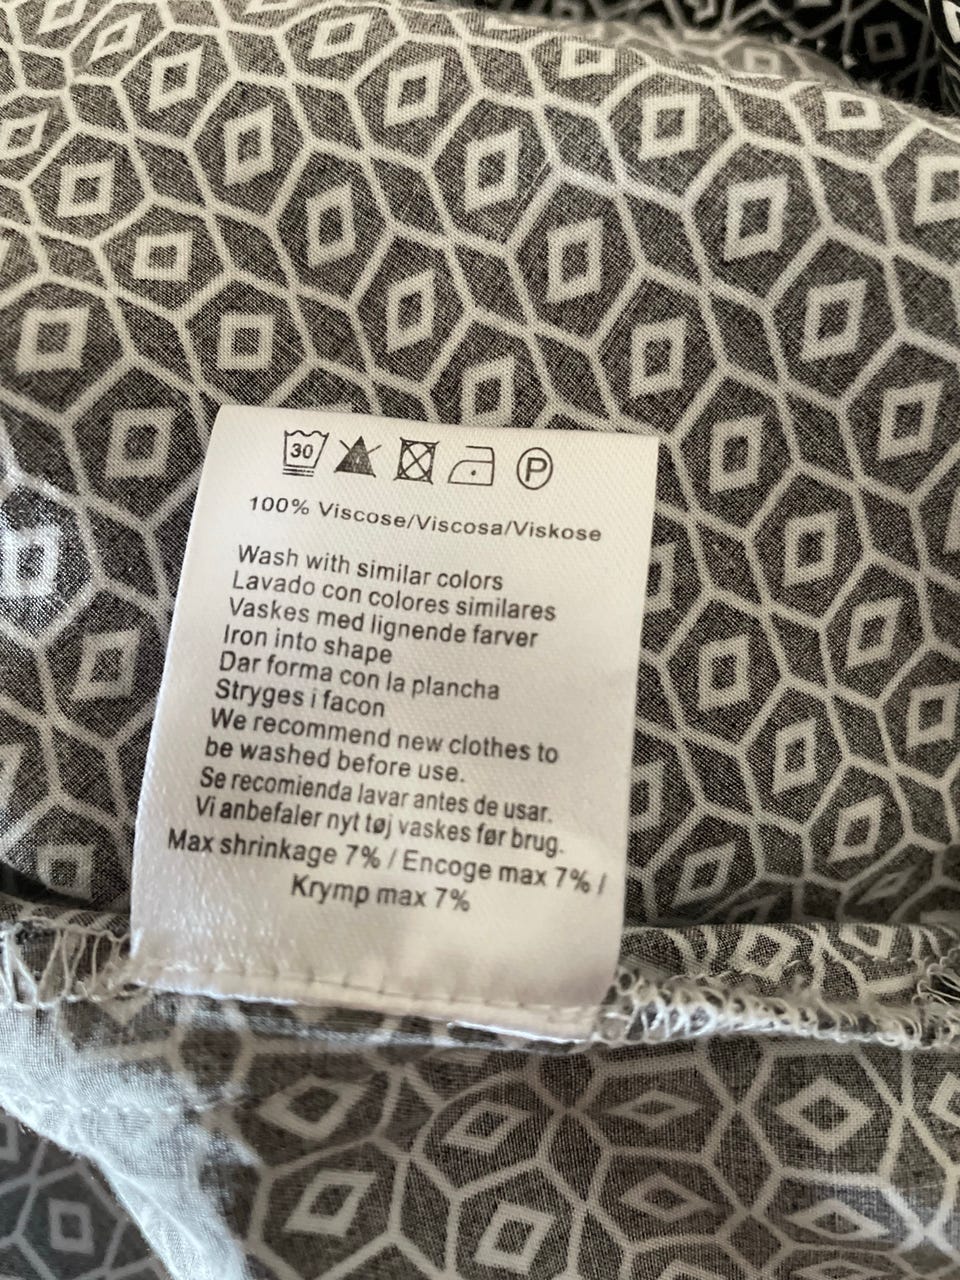 30 P
100% Viscose/Viscosa/Viskose
Wash with similar colors
Lavado con colores similares
Vaskes med lignende farver
Iron into shape
Dar forma con la plancha
Stryges i facon
We recommend new clothes to
be washed before use.
Se recomienda lavar antes de usar.
Vi anbefaler nyt tøj vaskes før brug.
Max shrinkage 7% / Encoge max 7% /
Krymp max 7%